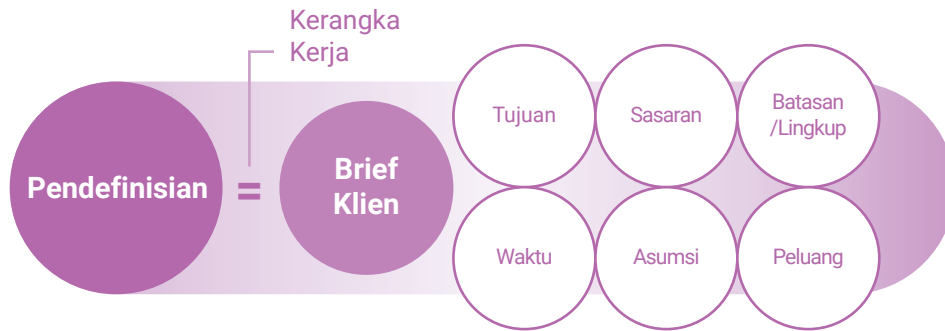 Kerangka
Kerja
Pendefinisian
=
Brief
Klien
Tujuan
Sasaran
Batasan
/Lingkup
Waktu
Asumsi
Peluang